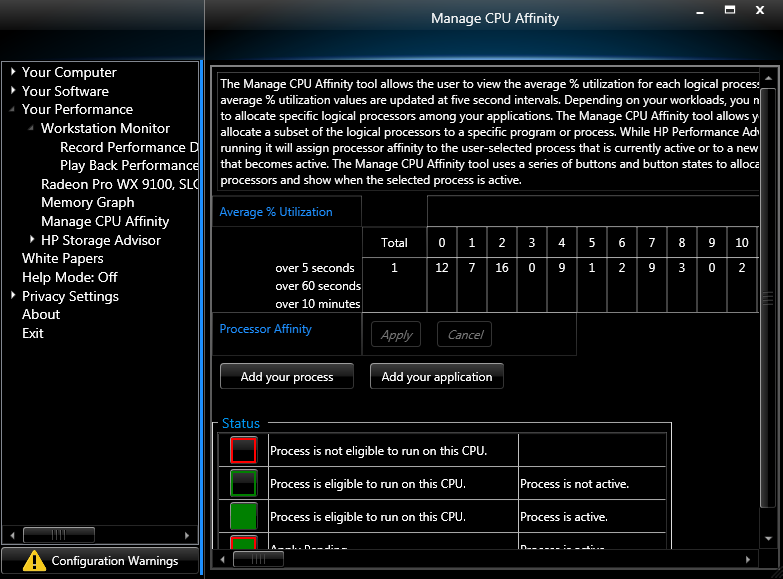 Manage CPU Affinity
Your Computer
Your Software
Your Performance
Workstation Monitor
Record Performance D
Play Back Performance
Radeon Pro WX 9100, SLO
Memory Graph
Manage CPU Affinity
HP Storage Advisor
White Papers
Help Mode: Off
Privacy Settings
About
Exit
Configuration Warnings
The Manage CPU Affinity tool allows the user to view the average % utilization for each logical process
average % utilization values are updated at five second intervals. Depending on your workloads, you m
to allocate specific logical processors among your applications. The Manage CPU Affinity tool allows y
allocate a subset of the logical processors to a specific program or process. While HP Performance Adv
running it will assign processor affinity to the user-selected process that is currently active or to a new
that becomes active. The Manage CPU Affinity tool uses a series of buttons and button states to alloca
processors and show when the selected process is active.
Average % Utilization
Total 0 1 2 3 4 5 6 7 8 9 10
over 5 seconds 1 12 7 16 0 9 1 2 9 3 0 2
over 60 seconds
over 10 minutes
Processor Affinity Apply Cancel
Add your process Add your application
Status
Process is not eligible to run on this CPU.
Process is eligible to run on this CPU. Process is not active.
Process is eligible to run on this CPU. Process is active.
Apply Pending Process is active